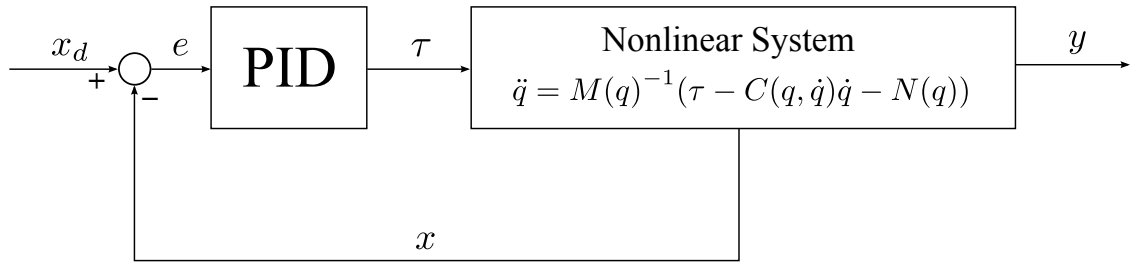 x_d
+
−
e
PID
τ
Nonlinear System
q̈ = M(q)⁻¹(τ − C(q, q̇)q̇ − N(q))
y
x